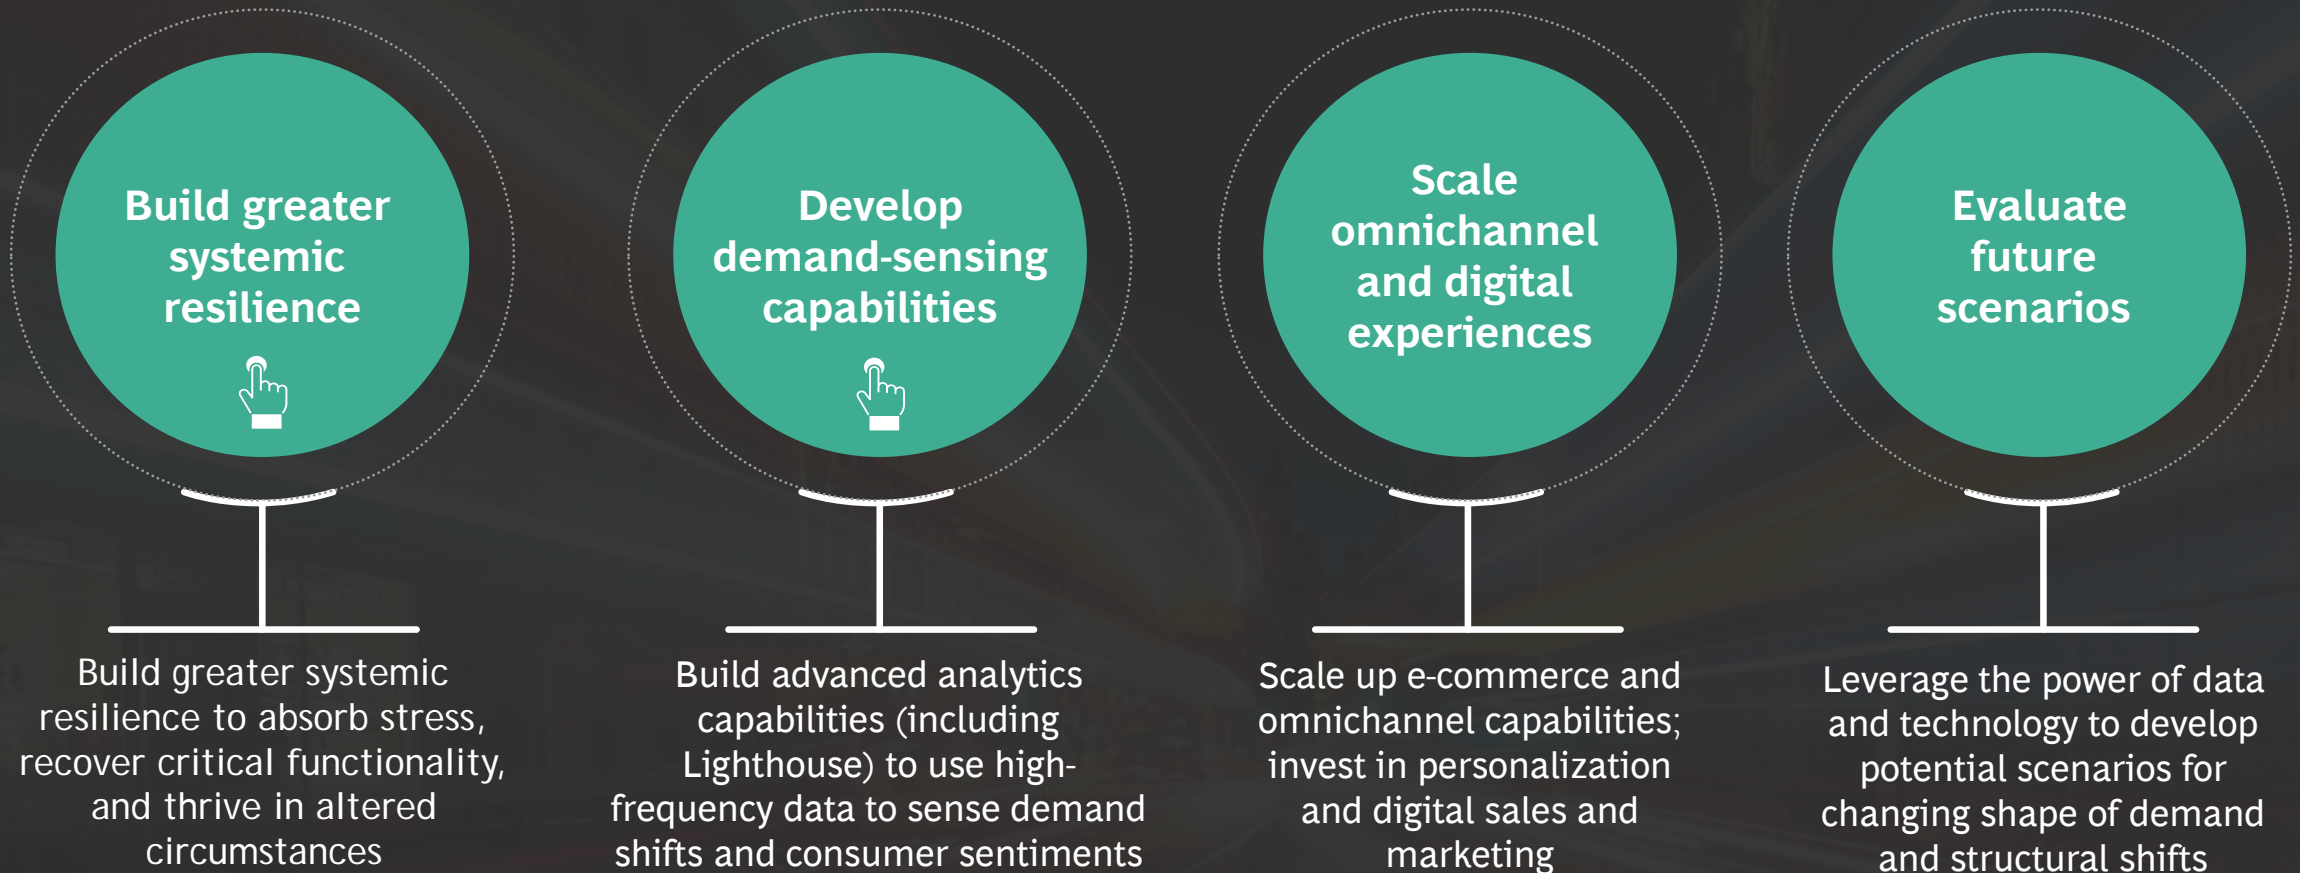 Build greater
systemic
resilience
Develop
demand-sensing
capabilities
Scale
omnichannel
and digital
experiences
Evaluate
future
scenarios
Build greater systemic
resilience to absorb stress,
recover critical functionality,
and thrive in altered
circumstances
Build advanced analytics
capabilities (including
Lighthouse) to use high-
frequency data to sense demand
shifts and consumer sentiments
Scale up e-commerce and
omnichannel capabilities;
invest in personalization
and digital sales and
marketing
Leverage the power of data
and technology to develop
potential scenarios for
changing shape of demand
and structural shifts